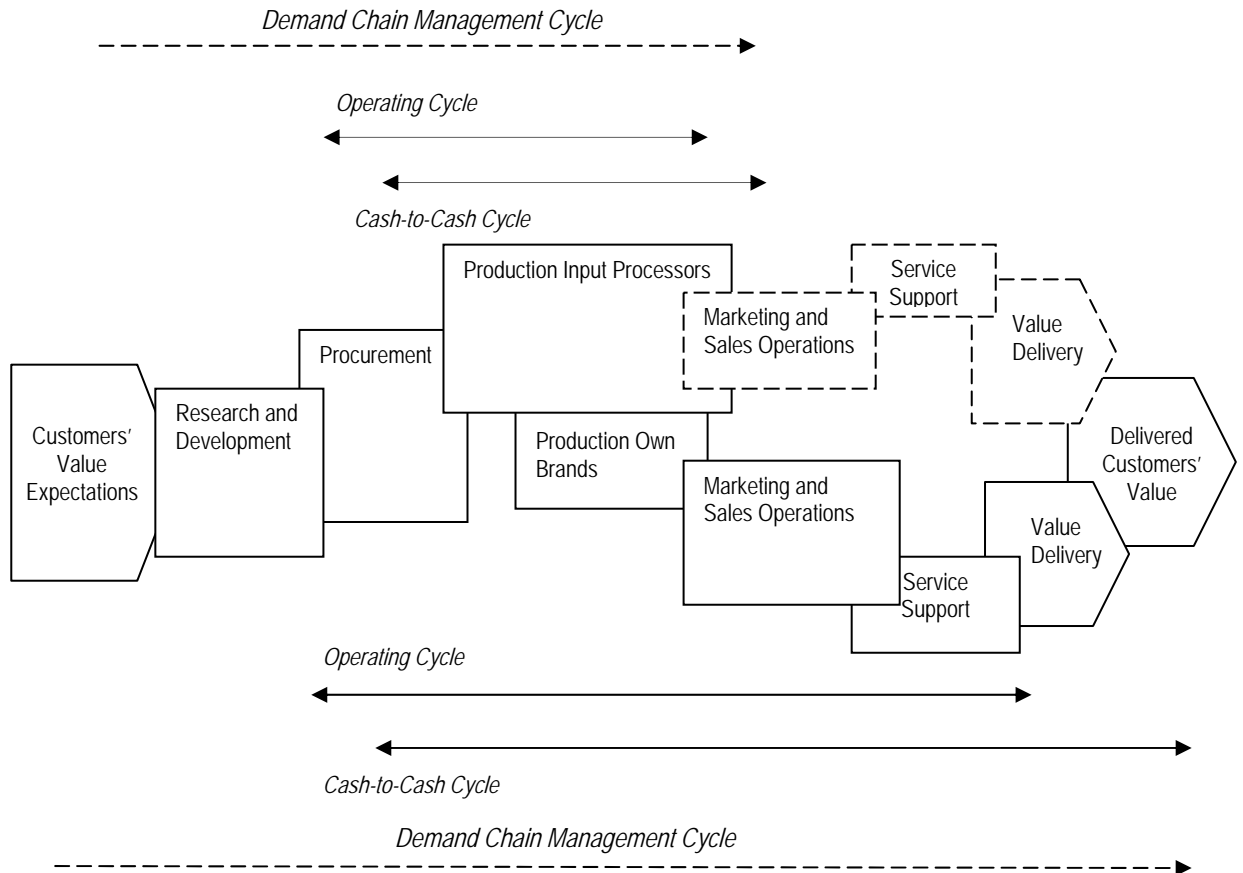 Demand Chain Management Cycle
Operating Cycle
Cash-to-Cash Cycle
Production Input Processors
Service
Support
Marketing and
Sales Operations
Value
Delivery
Procurement
Customers'
Value
Expectations
Research and
Development
Production Own
Brands
Delivered
Customers'
Value
Marketing and
Sales Operations
Value
Delivery
Service
Support
Operating Cycle
Cash-to-Cash Cycle
Demand Chain Management Cycle